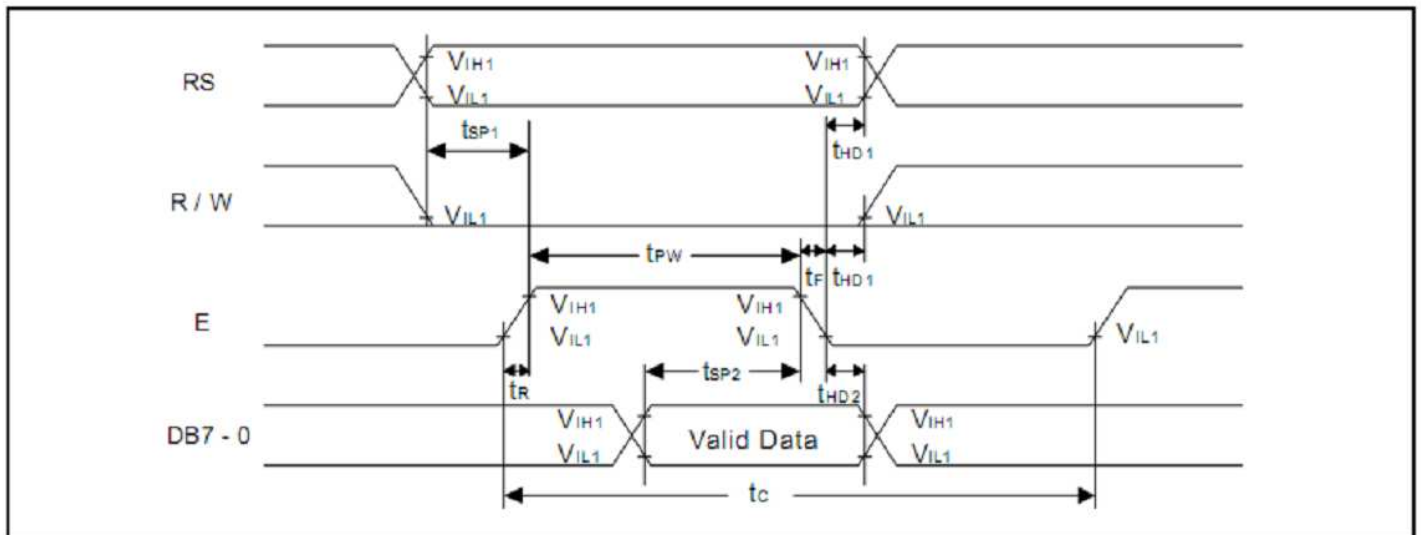 RS
VIH1
VIL1
VIH1
VIL1
tSP1
tHD1
R / W
VIL1
VIL1
tPW
tF
tHD1
E
VIH1
VIL1
VIH1
VIL1
VIL1
tR
tSP2
tHD2
DB7 - 0
VIH1
VIL1
Valid Data
VIH1
VIL1
tC